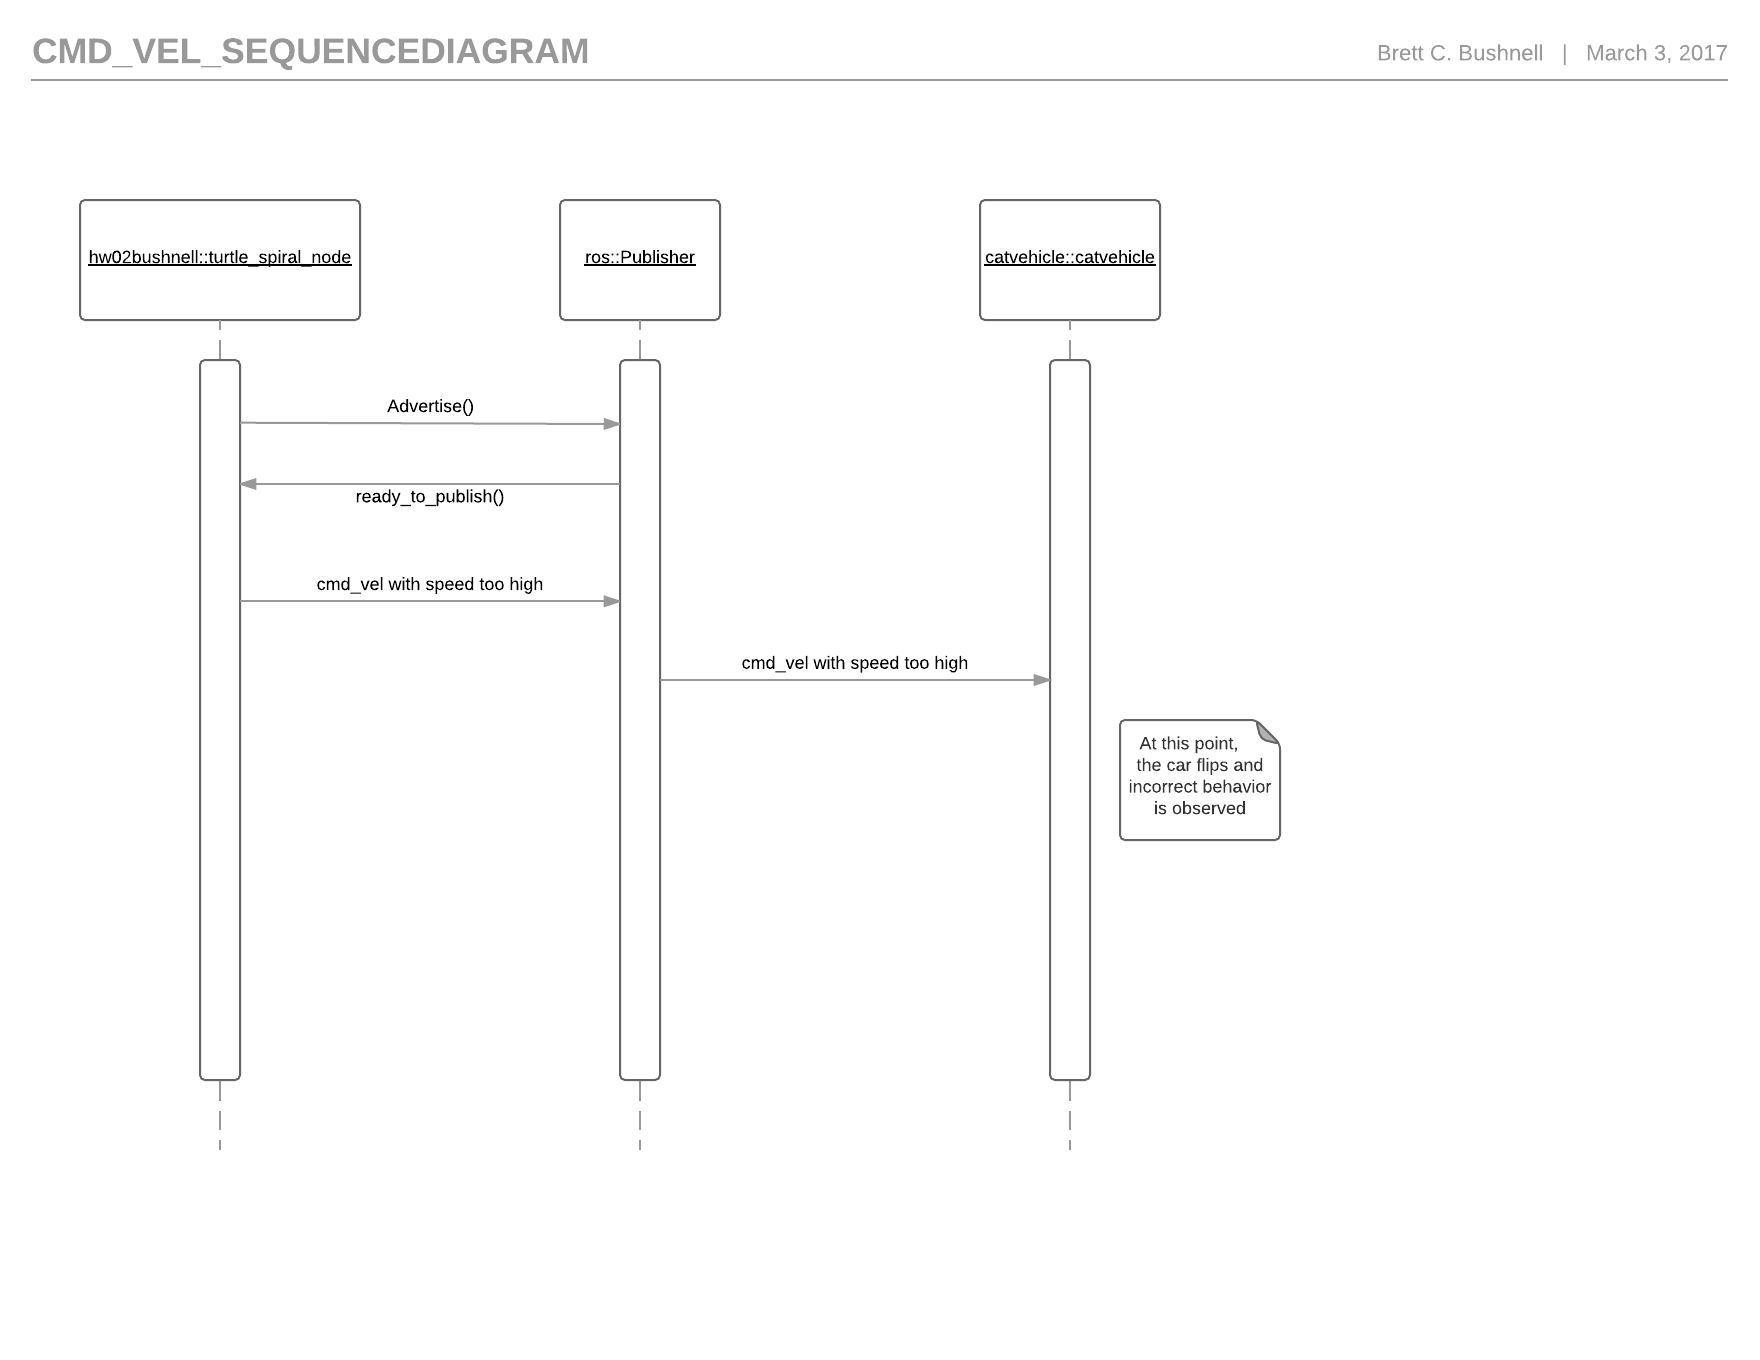 CMD_VEL_SEQUENCEDIAGRAM
Brett C. Bushnell | March 3, 2017
hw02bushnell::turtle_spiral_node
ros::Publisher
catvehicle::catvehicle
Advertise()
ready_to_publish()
cmd_vel with speed too high
cmd_vel with speed too high
At this point,
the car flips and
incorrect behavior
is observed